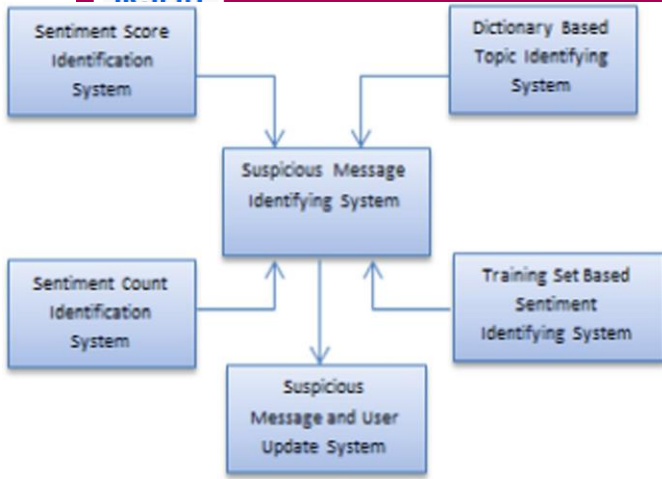 Sentiment Score
Identification
System
Dictionary Based
Topic Identifying
System
Suspicious Message
Identifying System
Sentiment Count
Identification
System
Training Set Based
Sentiment
Identifying System
Suspicious
Message and User
Update System